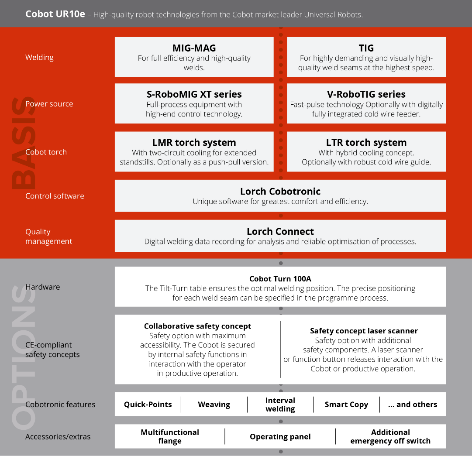 Cobot UR10e - High-quality robot technologies from the Cobot market leader Universal Robots.
BASIS
Welding
MIG-MAG
For full efficiency and high-quality
welds.
TIG
For highly demanding and visually high-
quality weld seams at the highest speed.
Power source
S-RoboMIG XT series
Full-process equipment with
high-end control technology.
V-RoboTIG series
Fast-pulse technology Optionally with digitally
fully integrated cold wire feeder.
Cobot torch
LMR torch system
With two-circuit cooling for extended
standstills. Optionally as a push-pull version.
LTR torch system
With hybrid cooling concept.
Optionally with robust cold wire guide.
Control software
Lorch Cobotronic
Unique software for greatest comfort and efficiency.
Quality
management
Lorch Connect
Digital welding data recording for analysis and reliable optimisation of processes.
OPTIONS
Hardware
Cobot Turn 100A
The Tilt-Turn table ensures the optimal welding position. The precise positioning
for each weld seam can be specified in the programme process.
CE-compliant
safety concepts
Collaborative safety concept
Safety option with maximum
accessibility. The Cobot is secured
by internal safety functions in
interaction with the operator
in productive operation.
Safety concept laser scanner
Safety option with additional
safety components. A laser scanner
or function button releases interaction with the
Cobot or productive operation.
Cobotronic features
Quick-Points
Weaving
Interval
welding
Smart Copy
... and others
Accessories/extras
Multifunctional
flange
Operating panel
Additional
emergency off switch